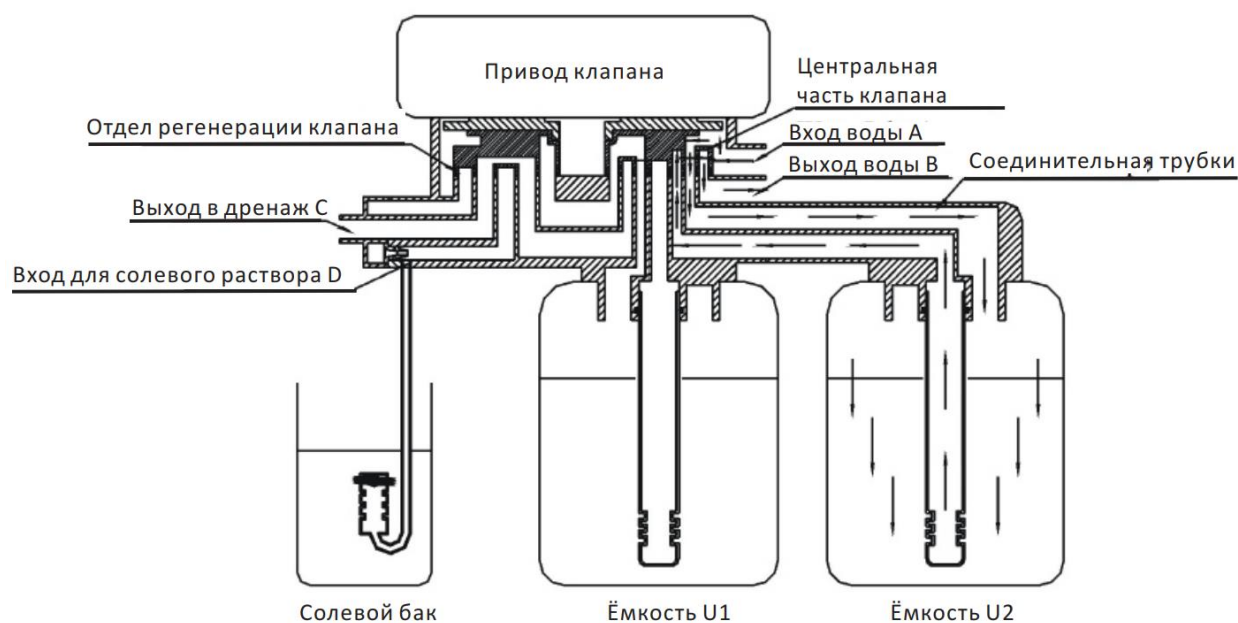 Привод клапана
Центральная
часть клапана
Отдел регенерации клапана
Вход воды A
Выход воды B
Соединительная трубки
Выход в дренаж C
Вход для солевого раствора D
Солевой бак
Ёмкость U1
Ёмкость U2